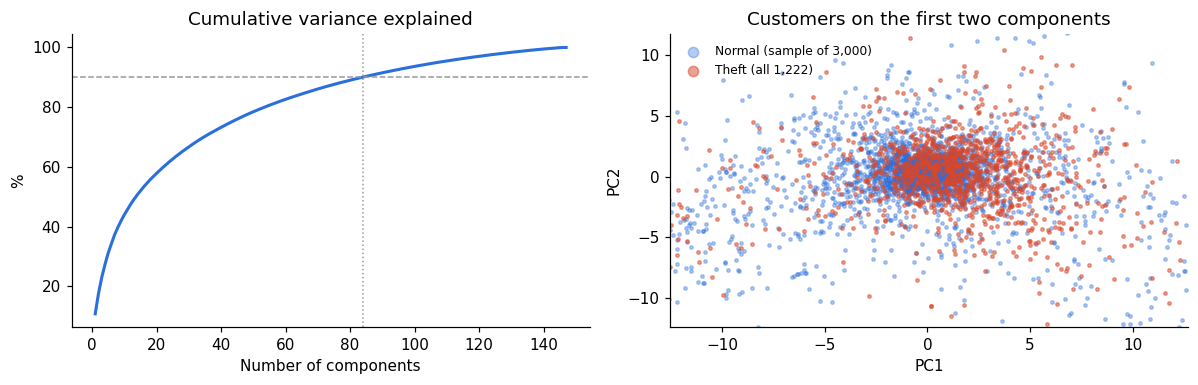 Cumulative variance explained
100
80
60
40
20
%
0 20 40 60 80 100 120 140
Number of components
Customers on the first two components
Normal (sample of 3,000)
Theft (all 1,222)
10
5
0
−5
−10
PC2
−10 −5 0 5 10
PC1